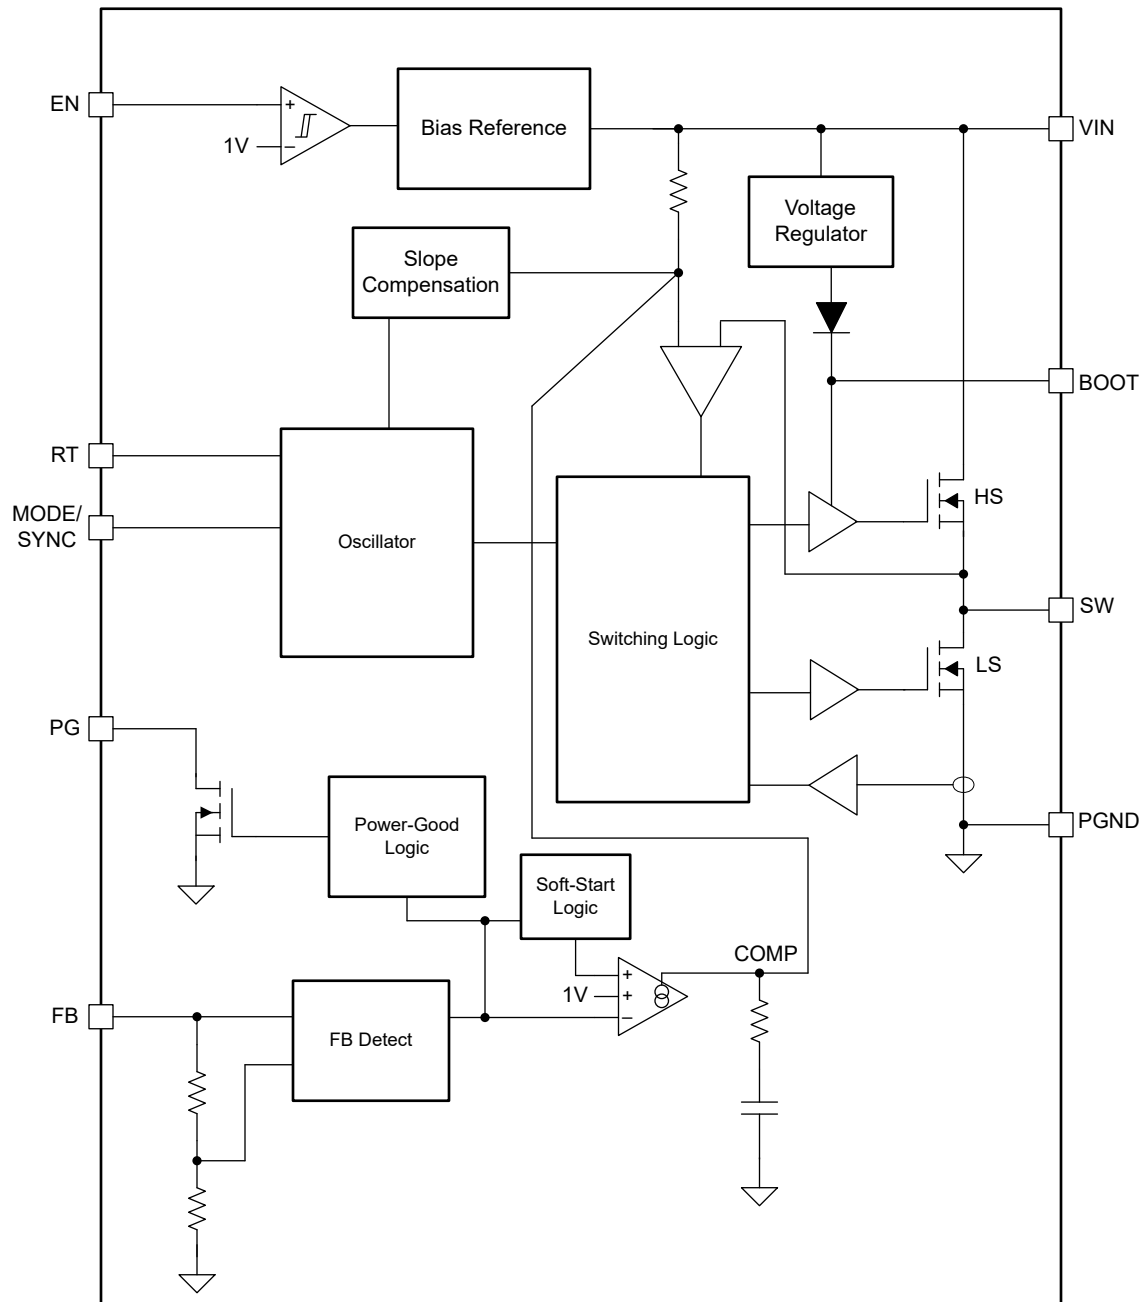 EN
+
1V
−
Bias Reference
VIN
Voltage
Regulator
Slope
Compensation
BOOT
RT
MODE/
SYNC
Oscillator
HS
SW
Switching Logic
LS
PG
Power-Good
Logic
PGND
Soft-Start
Logic
COMP
+
1V
+
−
FB
FB Detect